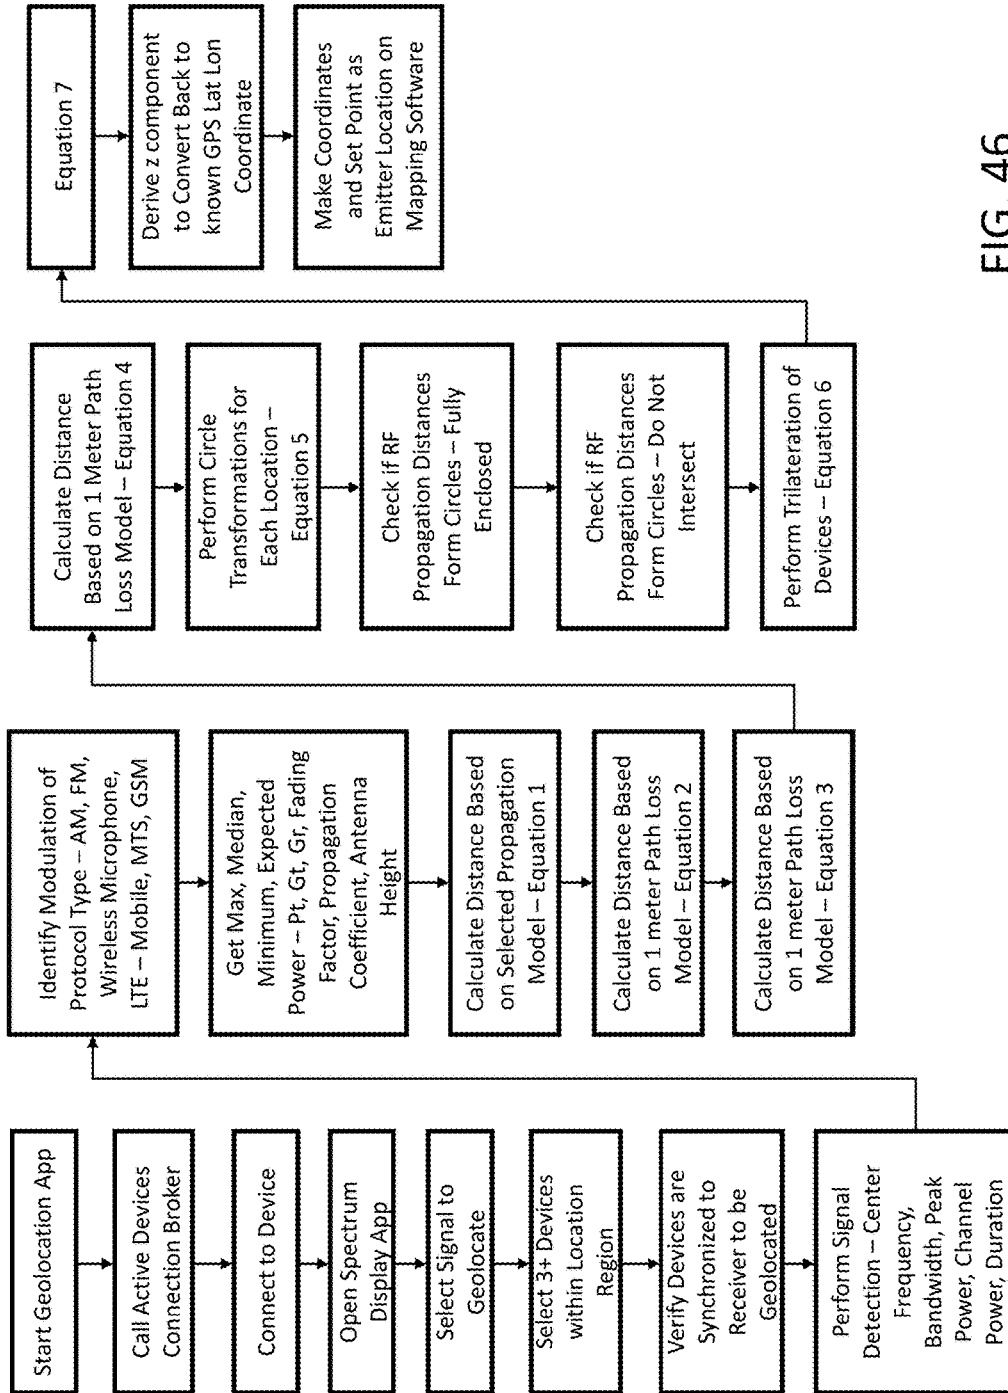 Start Geolocation App
Call Active Devices
Connection Broker
Connect to Device
Open Spectrum
Display App
Select Signal to
Geolocate
Select 3+ Devices
within Location
Region
Verify Devices are
Synchronized to
Receiver to be
Geolocated
Perform Signal
Detection – Center
Frequency,
Bandwidth, Peak
Power, Channel
Power, Duration
Identify Modulation of
Protocol Type – AM, FM,
Wireless Microphone,
LTE – Mobile, MTS, GSM
Get Max, Median,
Minimum, Expected
Power – Pt, Gt, Gr, Fading
Factor, Propagation
Coefficient, Antenna
Height
Calculate Distance Based
on Selected Propagation
Model – Equation 1
Calculate Distance Based
on 1 meter Path Loss
Model – Equation 2
Calculate Distance Based
on 1 meter Path Loss
Model – Equation 3
Calculate Distance
Based on 1 Meter Path
Loss Model – Equation 4
Perform Circle
Transformations for
Each Location –
Equation 5
Check if RF
Propagation Distances
Form Circles – Fully
Enclosed
Check if RF
Propagation Distances
Form Circles – Do Not
Intersect
Perform Trilateration of
Devices – Equation 6
Equation 7
Derive z component
to Convert Back to
known GPS Lat Lon
Coordinate
Make Coordinates
and Set Point as
Emitter Location on
Mapping Software
FIG. 46